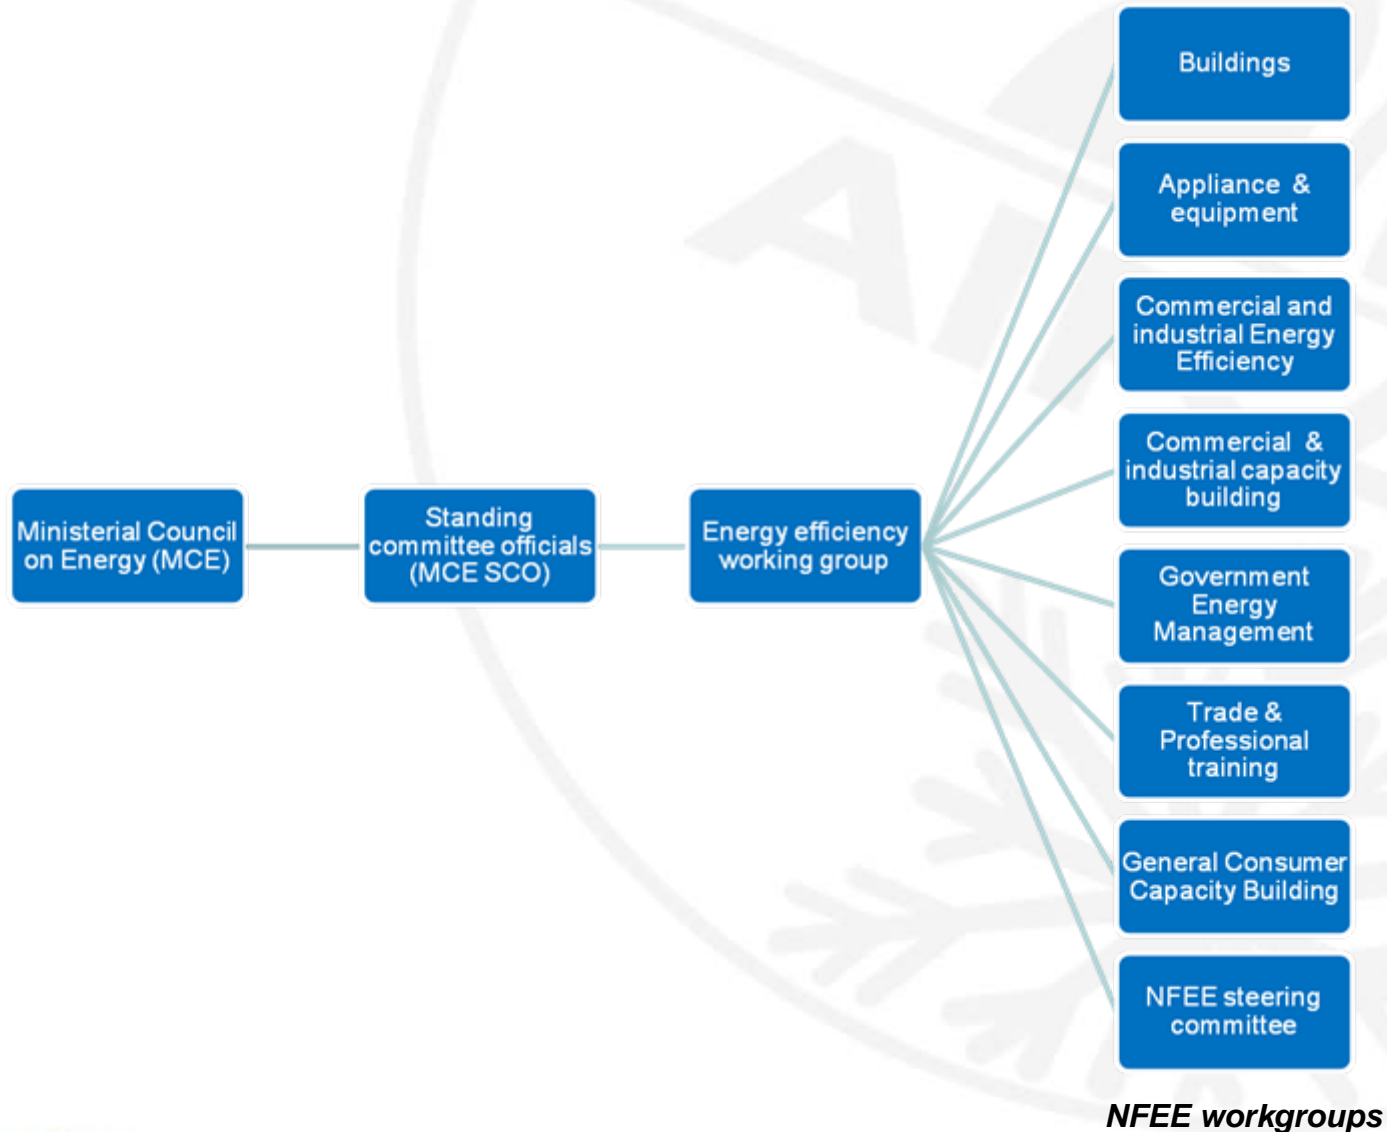 Buildings
Appliance & 
equipment
Commercial and
industrial Energy
Efficiency
Commercial & 
industrial capacity
building
Ministerial Council
on Energy (MCE)
Standing
committee officials
(MCE SCO)
Energy efficiency
working group
Government
Energy
Management
Trade &
Professional
training
General Consumer
Capacity Building
NFEE steering
committee
NFEE workgroups